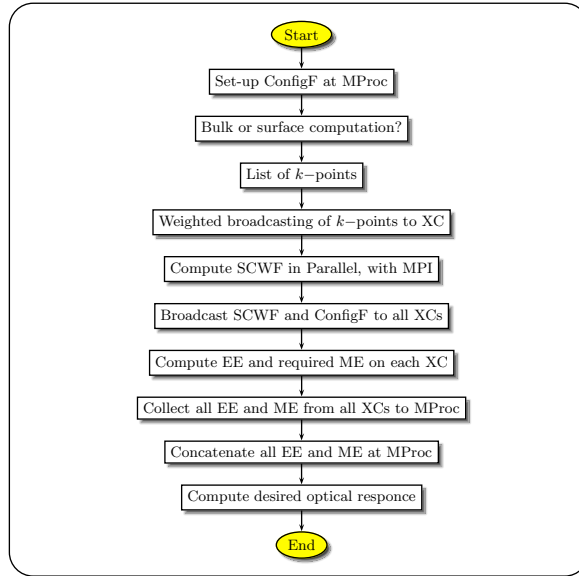 Start
Set-up ConfigF at MProc
Bulk or surface computation?
List of k−points
Weighted broadcasting of k−points to XC
Compute SCWF in Parallel, with MPI
Broadcast SCWF and ConfigF to all XCs
Compute EE and required ME on each XC
Collect all EE and ME from all XCs to MProc
Concatenate all EE and ME at MProc
Compute desired optical responce
End